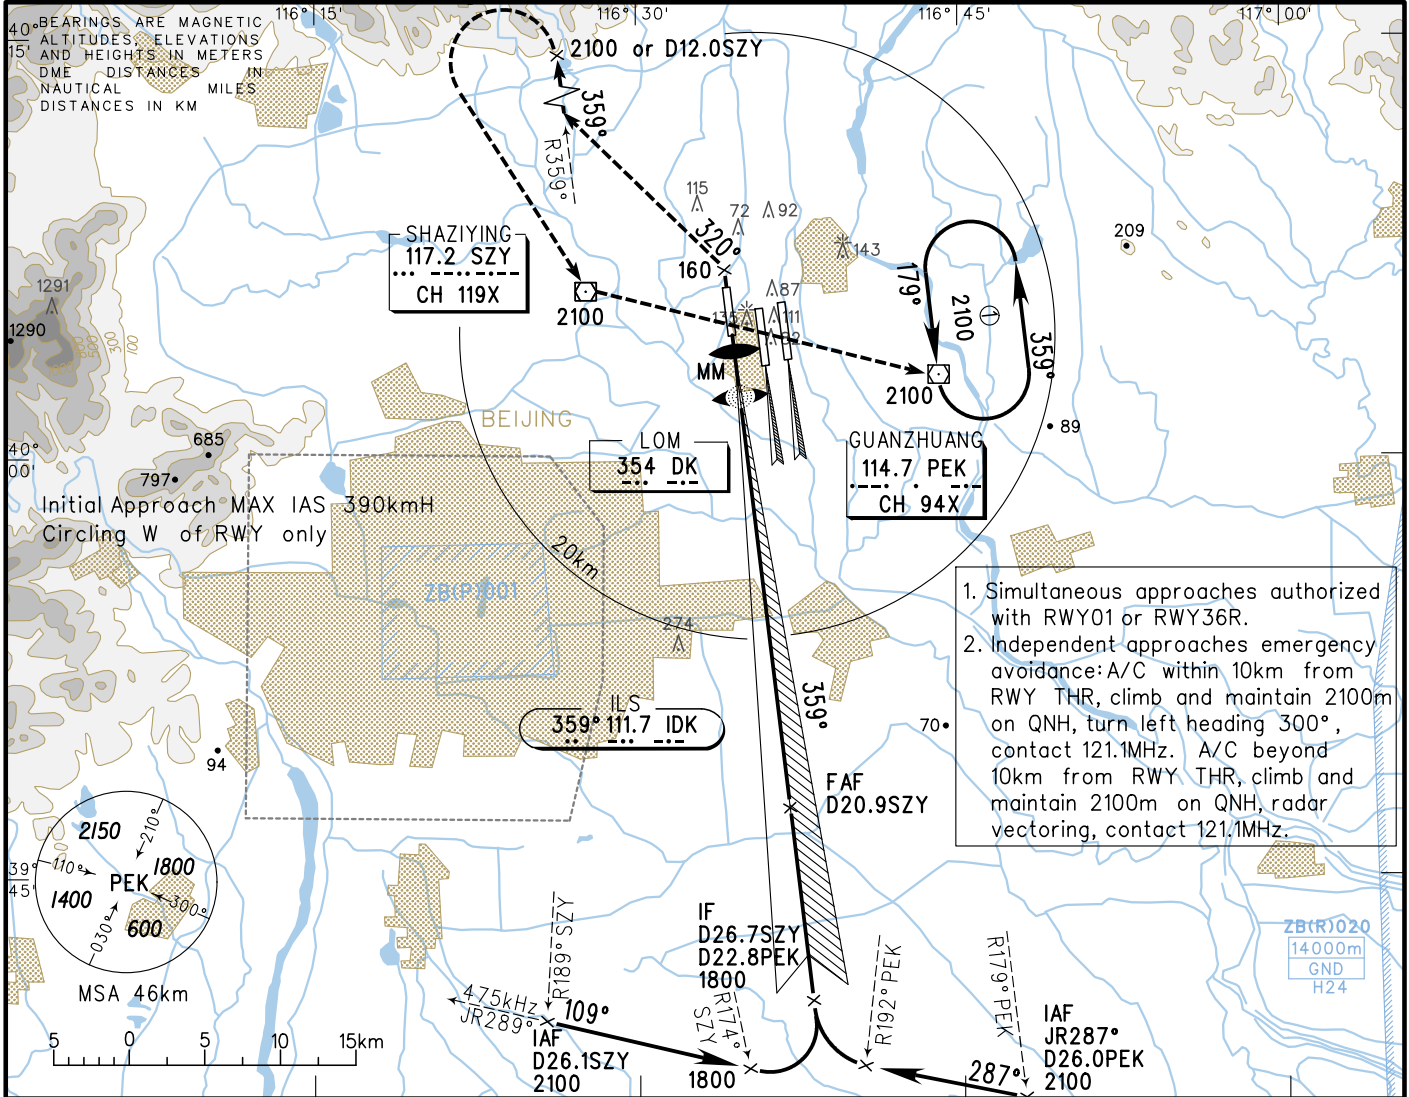 116°15'
116°30'
116°45'
117°00'
40°
15'
BEARINGS ARE MAGNETIC
ALTITUDES, ELEVATIONS
AND HEIGHTS IN METERS
DME DISTANCES IN
NAUTICAL MILES
DISTANCES IN KM
2100 or D12.0SZY
359°
R359°
115
72
92
320°
143
209
SHAZIYING
117.2 SZY
CH 119X
160
179°
2100
①
359°
1291
1290
500
300
100
2100
87
135
111
MM
2100
BEIJING
89
LOM
354 DK
GUANZHUANG
114.7 PEK
CH 94X
40°
00'
685
797
Initial Approach MAX IAS 390kmH
Circling W of RWY only
20km
ZB(P)001
274
1. Simultaneous approaches authorized
with RWY01 or RWY36R.
2. Independent approaches emergency
avoidance: A/C within 10km from
RWY THR, climb and maintain 2100m
on QNH, turn left heading 300°,
contact 121.1MHz. A/C beyond
10km from RWY THR, climb and
maintain 2100m on QNH, radar
vectoring, contact 121.1MHz.
ILS
359° 111.7 IDK
359°
70
94
FAF
D20.9SZY
2150
210°
110°
1800
PEK
1400
300°
030°
600
MSA 46km
39°
45'
IF
D26.7SZY
D22.8PEK
1800
R189° SZY
R174°
SZY
R192° PEK
R179° PEK
ZB(R)020
14000m
GND
H24
475kHz
JR289°
109°
IAF
D26.1SZY
2100
1800
287°
IAF
JR287°
D26.0PEK
2100
5 0 5 10 15km